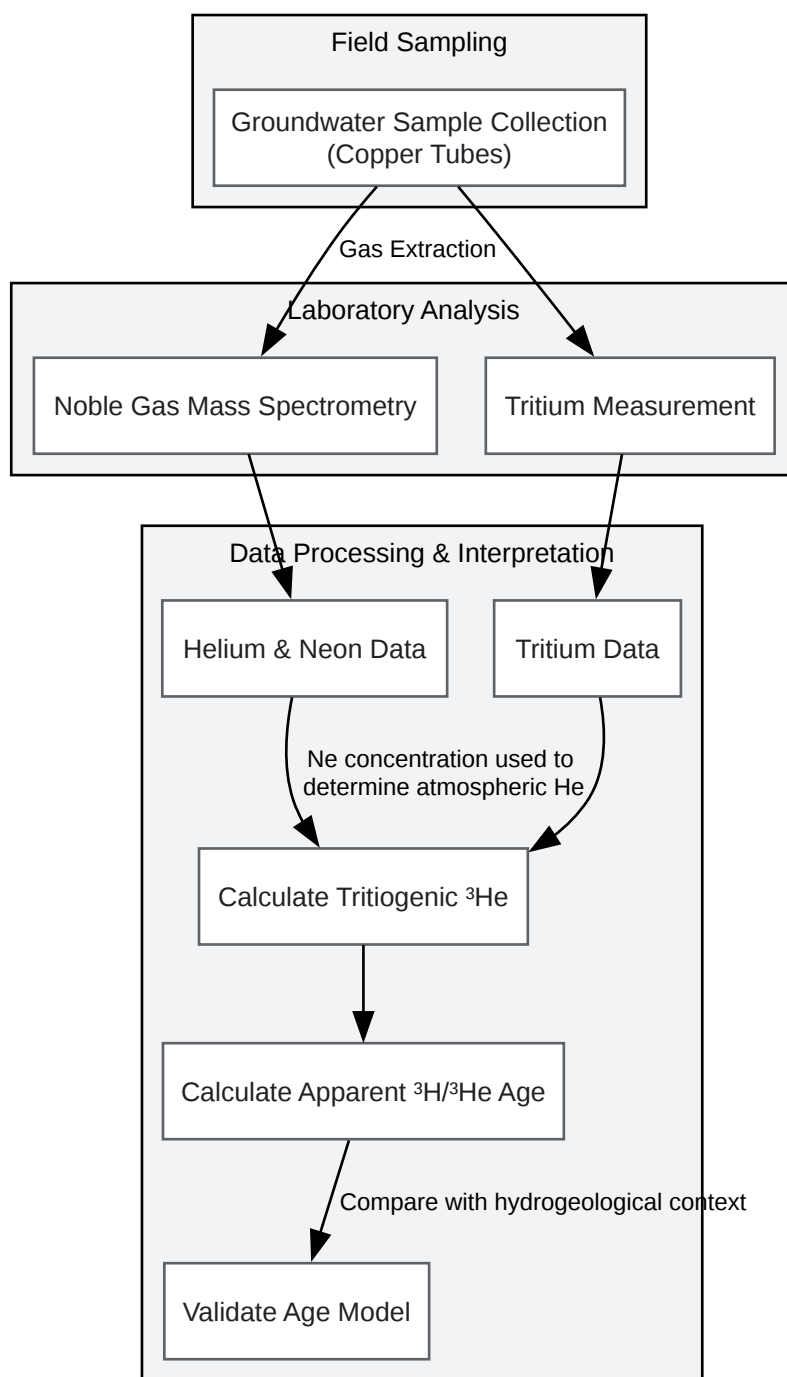 Field Sampling
Groundwater Sample Collection
(Copper Tubes)
Gas Extraction
Laboratory Analysis
Noble Gas Mass Spectrometry
Tritium Measurement
Data Processing & Interpretation
Helium & Neon Data
Tritium Data
Ne concentration used to
determine atmospheric He
Calculate Tritiogenic ³He
Calculate Apparent ³H/³He Age
Compare with hydrogeological context
Validate Age Model